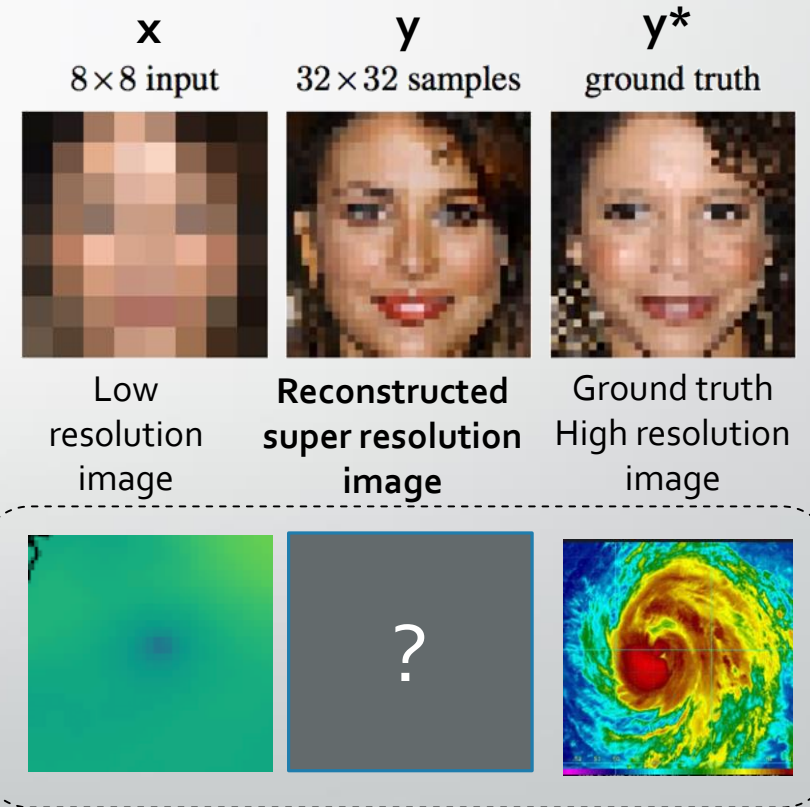 x y y*
8×8 input 32×32 samples ground truth
Low Reconstructed Ground truth
resolution super resolution High resolution
image image image
?